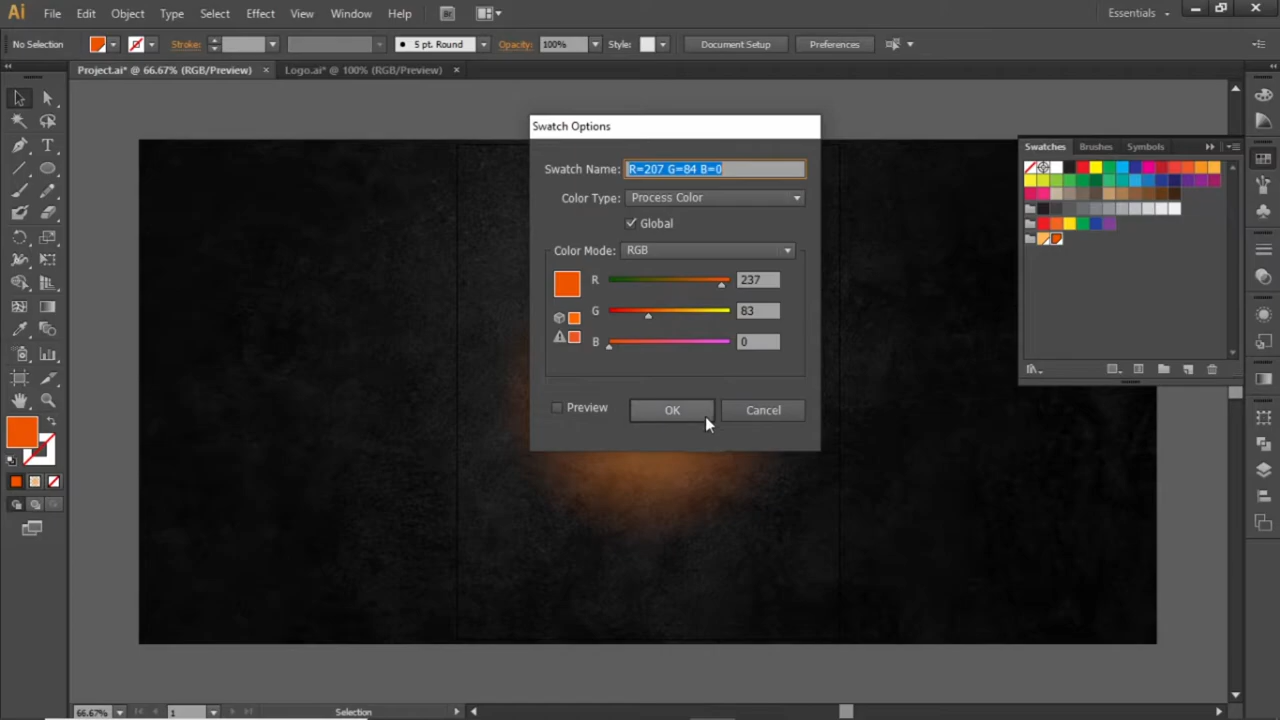 Ai File Edit Object Type Select Effect View Window Help Br Essentials
No Selection Stroke: 5 pt. Round Opacity: 100% Style: Document Setup Preferences
Project.ai* @ 66.67% (RGB/Preview) × Logo.ai* @ 100% (RGB/Preview) ×
Swatch Options
Swatch Name: R=207 G=84 B=0
Color Type: Process Color
Global
Color Mode: RGB
R 237
G 83
B 0
Preview OK Cancel
Swatches Brushes Symbols
66.67% 1 Selection